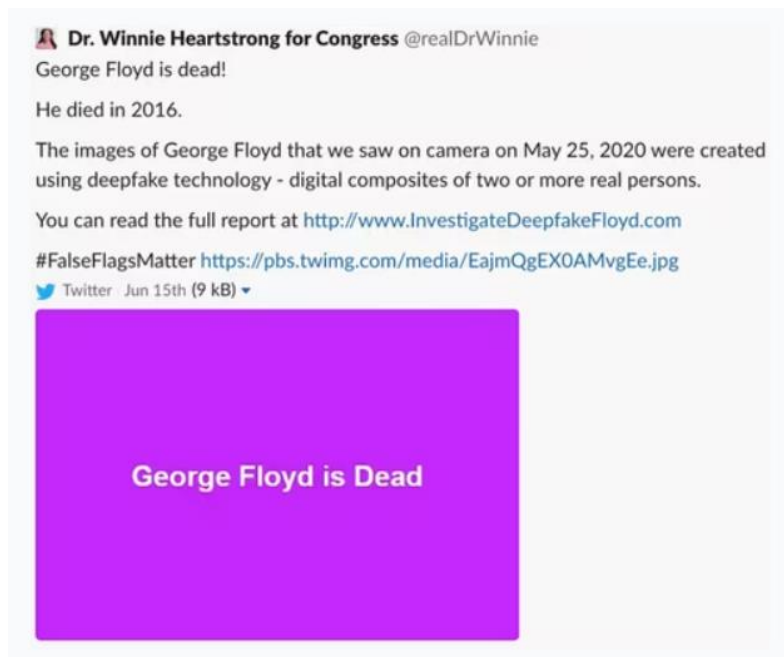 Dr. Winnie Heartstrong for Congress @realDrWinnie
George Floyd is dead!
He died in 2016.
The images of George Floyd that we saw on camera on May 25, 2020 were created
using deepfake technology - digital composites of two or more real persons.
You can read the full report at http://www.InvestigateDeepfakeFloyd.com
#FalseFlagsMatter https://pbs.twimg.com/media/EajmQgEX0AMvgEe.jpg
Twitter Jun 15th (9 kB)
George Floyd is Dead